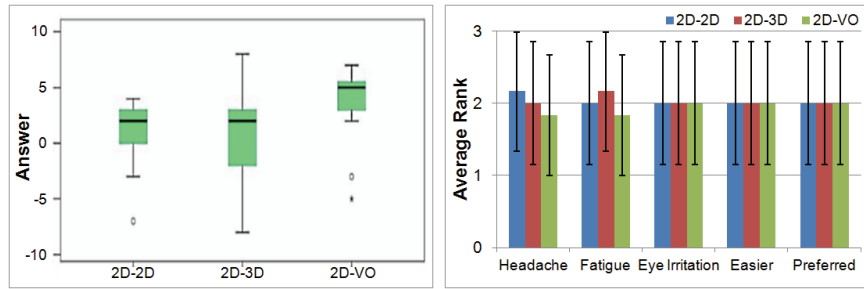 10
5
0
-5
-10
Answer
2D-2D 2D-3D 2D-VO
2D-2D 2D-3D 2D-VO
3
2
1
0
Average Rank
Headache Fatigue Eye Irritation Easier Preferred